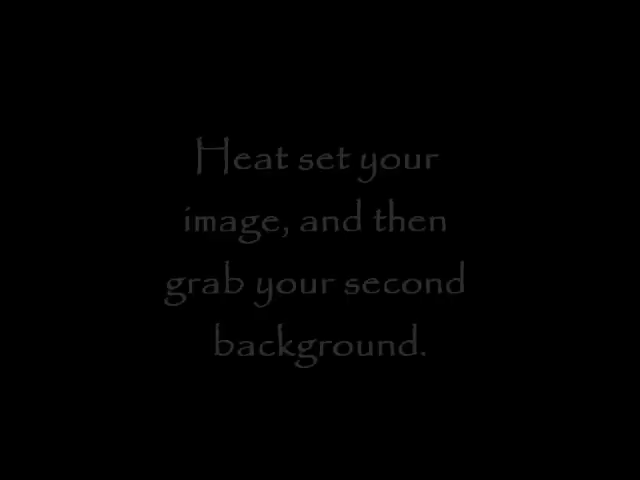 Heat set your
image, and then
grab your second
background.